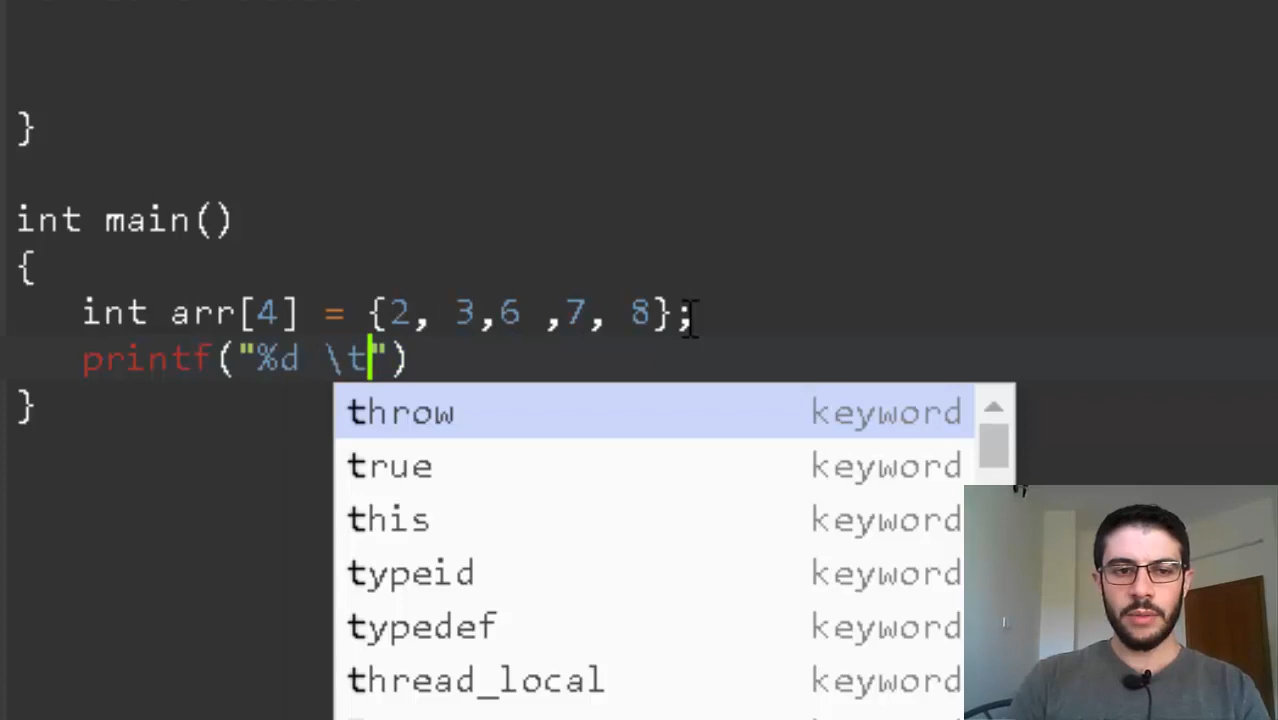 }
int main()
{
int arr[4] = {2, 3,6 ,7, 8};
printf("%d \t")
}
throw keyword
true keyword
this keyword
typeid keyword
typedef keyword
thread_local keyword